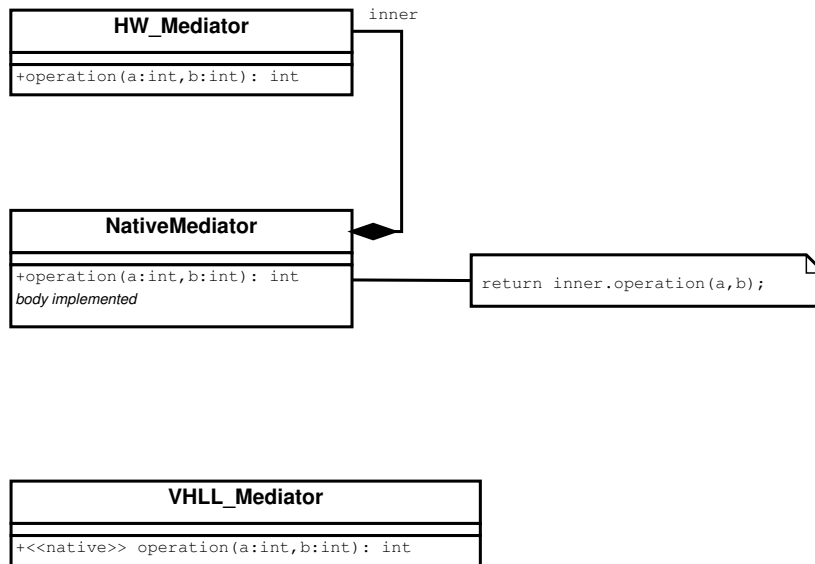 inner
HW_Mediator
+operation(a:int,b:int): int
NativeMediator
+operation(a:int,b:int): int
body implemented
return inner.operation(a,b);
VHLL_Mediator
+<<native>> operation(a:int,b:int): int